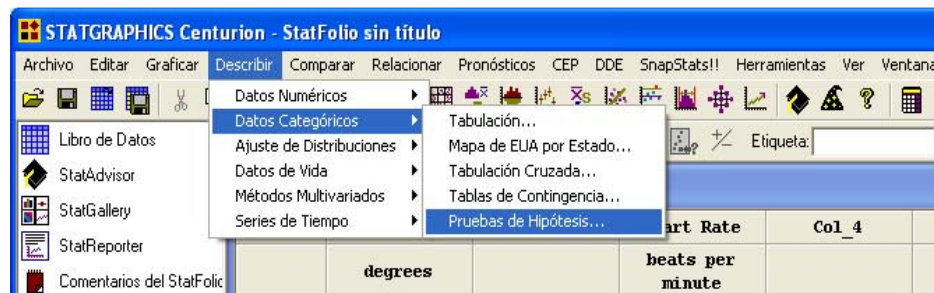 STATGRAPHICS Centurion - StatFolio sin título
Archivo Editar Graficar Describir Comparar Relacionar Pronósticos CEP DDE SnapStats!! Herramientas Ver Ventana
Datos Numéricos
Datos Categóricos
Ajuste de Distribuciones
Datos de Vida
Métodos Multivariados
Series de Tiempo
Tabulación...
Mapa de EUA por Estado...
Tabulación Cruzada...
Tablas de Contingencia...
Pruebas de Hipótesis...
Etiqueta:
Libro de Datos
StatAdvisor
StatGallery
StatReporter
Comentarios del StatFolio
art Rate Col_4
degrees beats per
minute